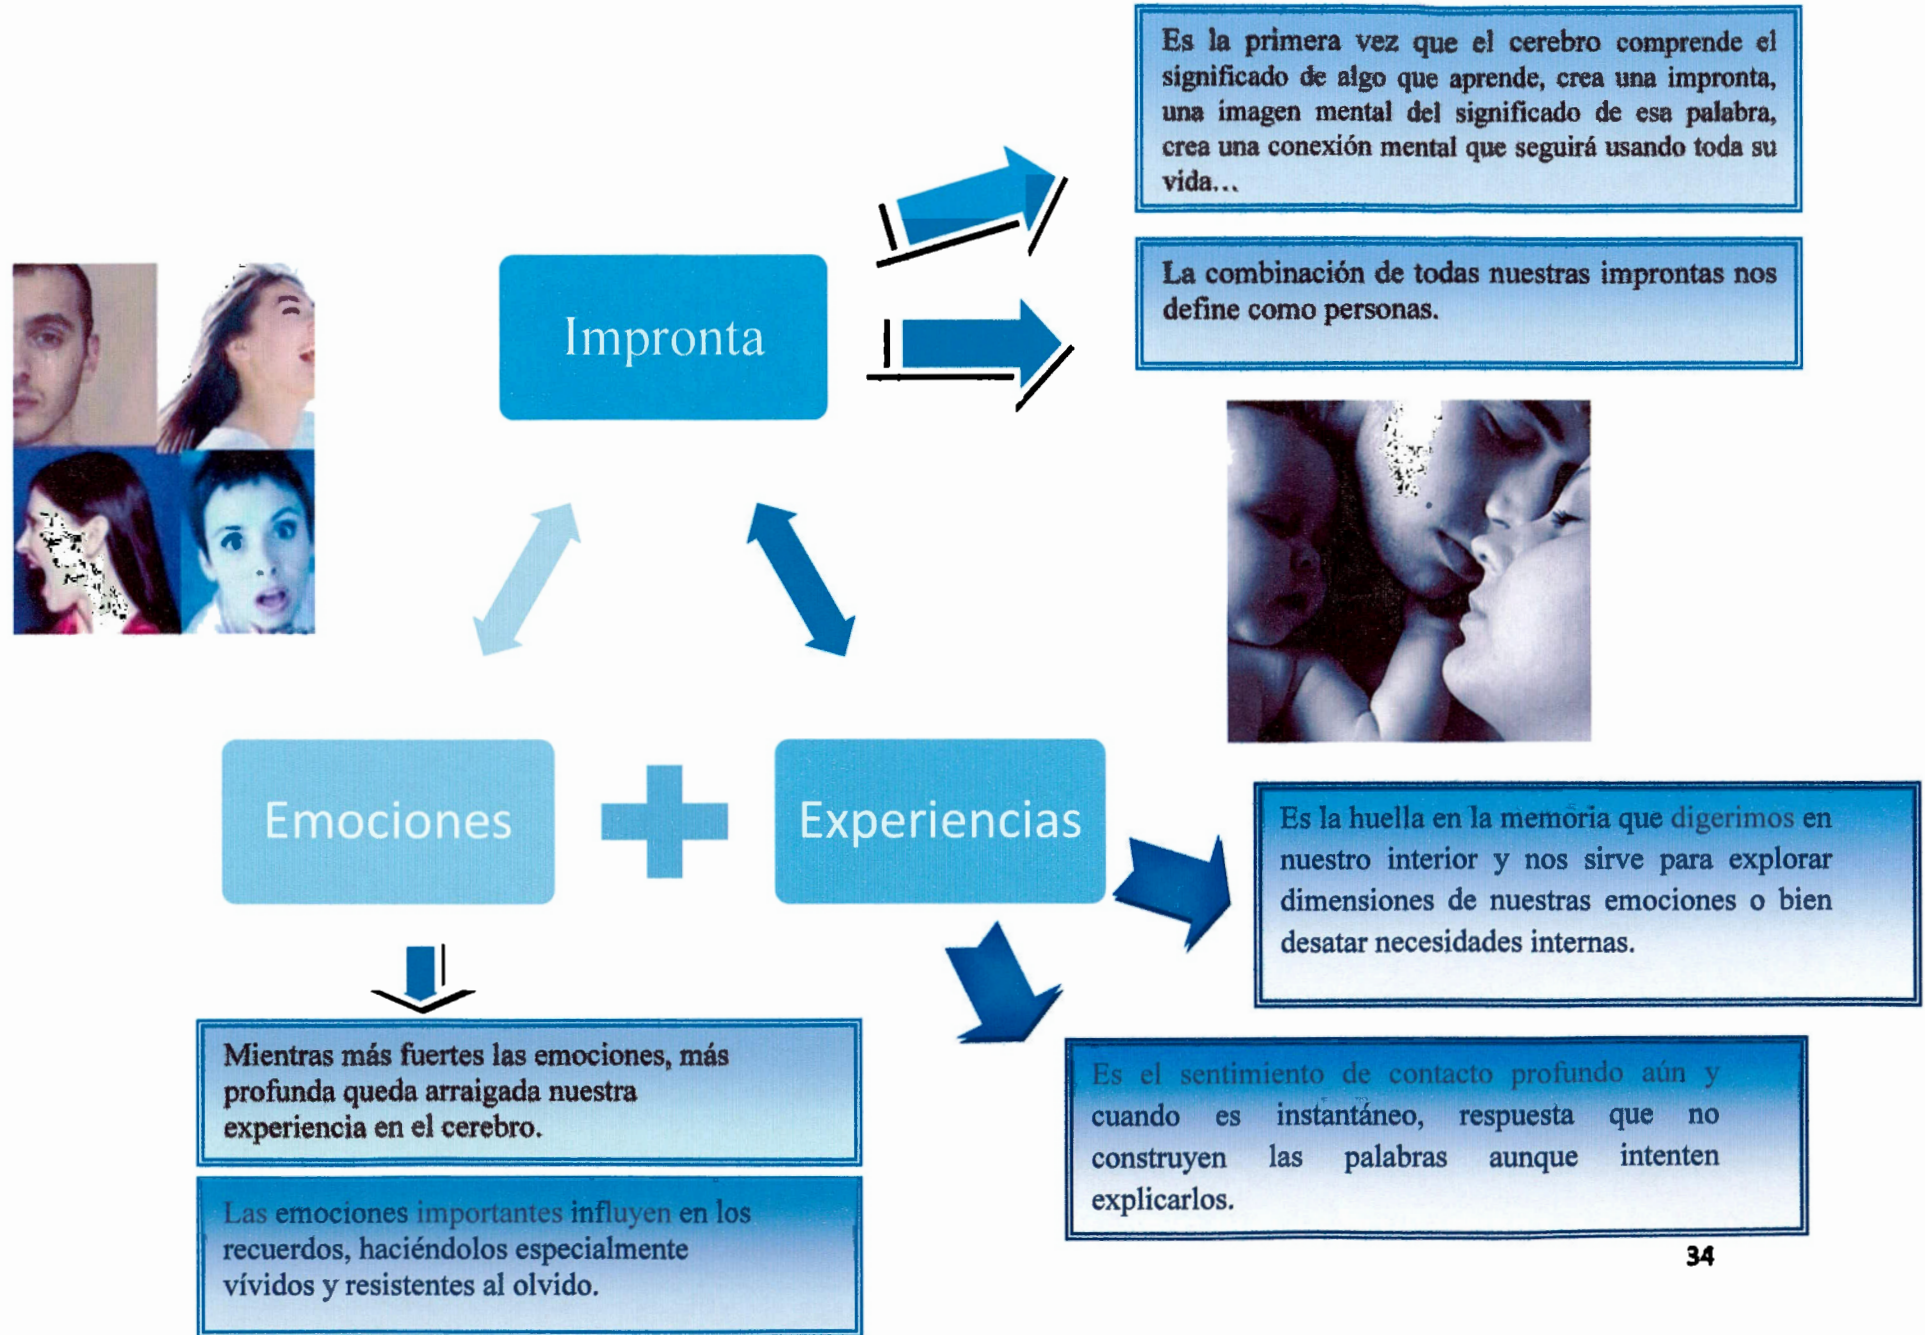 Es la primera vez que el cerebro comprende el
significado de algo que aprende, crea una impronta,
una imagen mental del significado de esa palabra,
crea una conexión mental que seguirá usando toda su
vida...
La combinación de todas nuestras improntas nos
define como personas.
Impronta
Emociones
Experiencias
Es la huella en la memoria que digerimos en
nuestro interior y nos sirve para explorar
dimensiones de nuestras emociones o bien
desatar necesidades internas.
Es el sentimiento de contacto profundo aún y
cuando es instantáneo, respuesta que no
construyen las palabras aunque intenten
explicarlos.
Mientras más fuertes las emociones, más
profunda queda arraigada nuestra
experiencia en el cerebro.
Las emociones importantes influyen en los
recuerdos, haciéndolos especialmente
vívidos y resistentes al olvido.
34